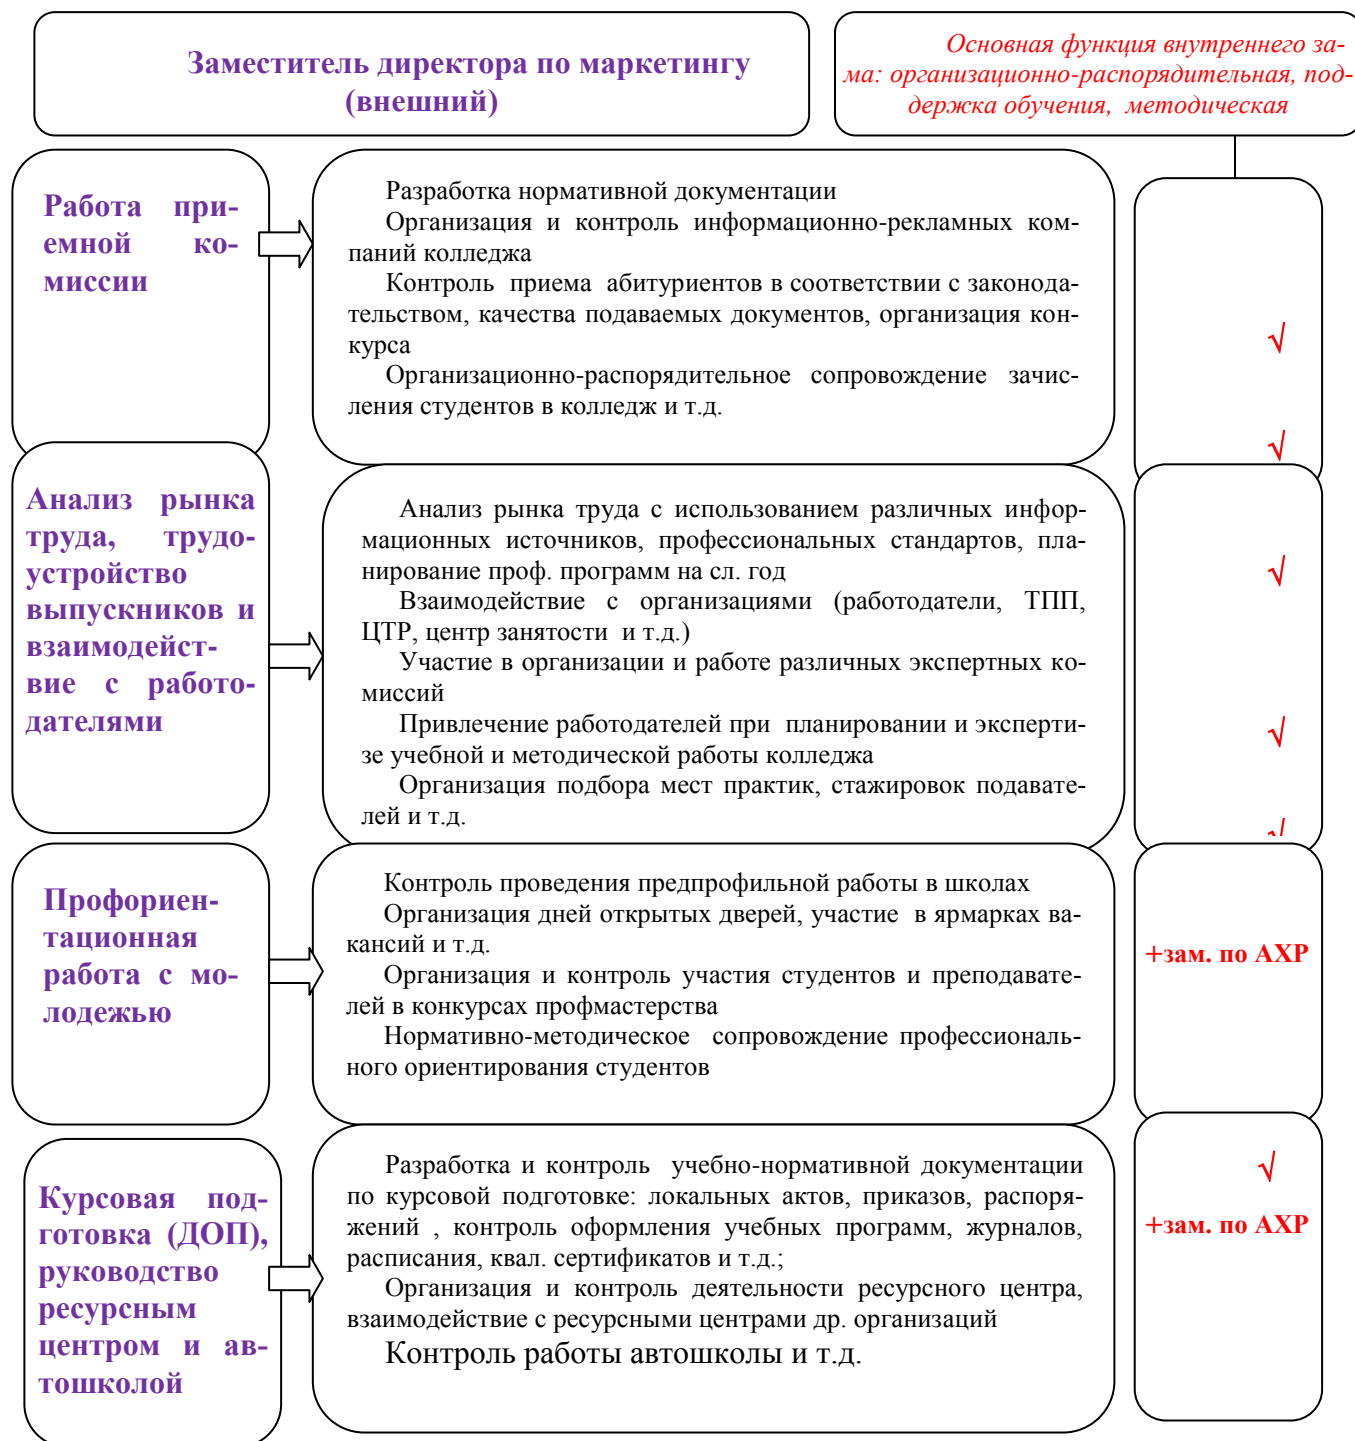 Заместитель директора по маркетингу
(внешний)
Основная функция внутреннего за-
ма: организационно-распорядительная, под-
держка обучения, методическая
Работа при-
емной ко-
миссии
Разработка нормативной документации
Организация и контроль информационно-рекламных ком-
паний колледжа
Контроль приема абитуриентов в соответствии с законода-
тельством, качества подаваемых документов, организация кон-
курса
Организационно-распорядительное сопровождение зачис-
ления студентов в колледж и т.д.
√
√
Анализ рынка
труда, трудо-
устройство
выпускников и
взаимодейст-
вие с работо-
дателями
Анализ рынка труда с использованием различных инфор-
мационных источников, профессиональных стандартов, пла-
нирование проф. программ на сл. год
Взаимодействие с организациями (работодатели, ТПП,
ЦТР, центр занятости и т.д.)
Участие в организации и работе различных экспертных ко-
миссий
Привлечение работодателей при планировании и эксперти-
зе учебной и методической работы колледжа
Организация подбора мест практик, стажировок подавате-
лей и т.д.
√
√
√
Профориен-
тационная
работа с мо-
лодежью
Контроль проведения предпрофильной работы в школах
Организация дней открытых дверей, участие в ярмарках ва-
кансий и т.д.
Организация и контроль участия студентов и преподавате-
лей в конкурсах профмастерства
Нормативно-методическое сопровождение профессиональ-
ного ориентирования студентов
+зам. по АХР
Курсовая под-
готовка (ДОП),
руководство
ресурсным
центром и ав-
тошколой
Разработка и контроль учебно-нормативной документации
по курсовой подготовке: локальных актов, приказов, распоря-
жений , контроль оформления учебных программ, журналов,
расписания, квал. сертификатов и т.д.;
Организация и контроль деятельности ресурсного центра,
взаимодействие с ресурсными центрами др. организаций
Контроль работы автошколы и т.д.
√
+зам. по АХР